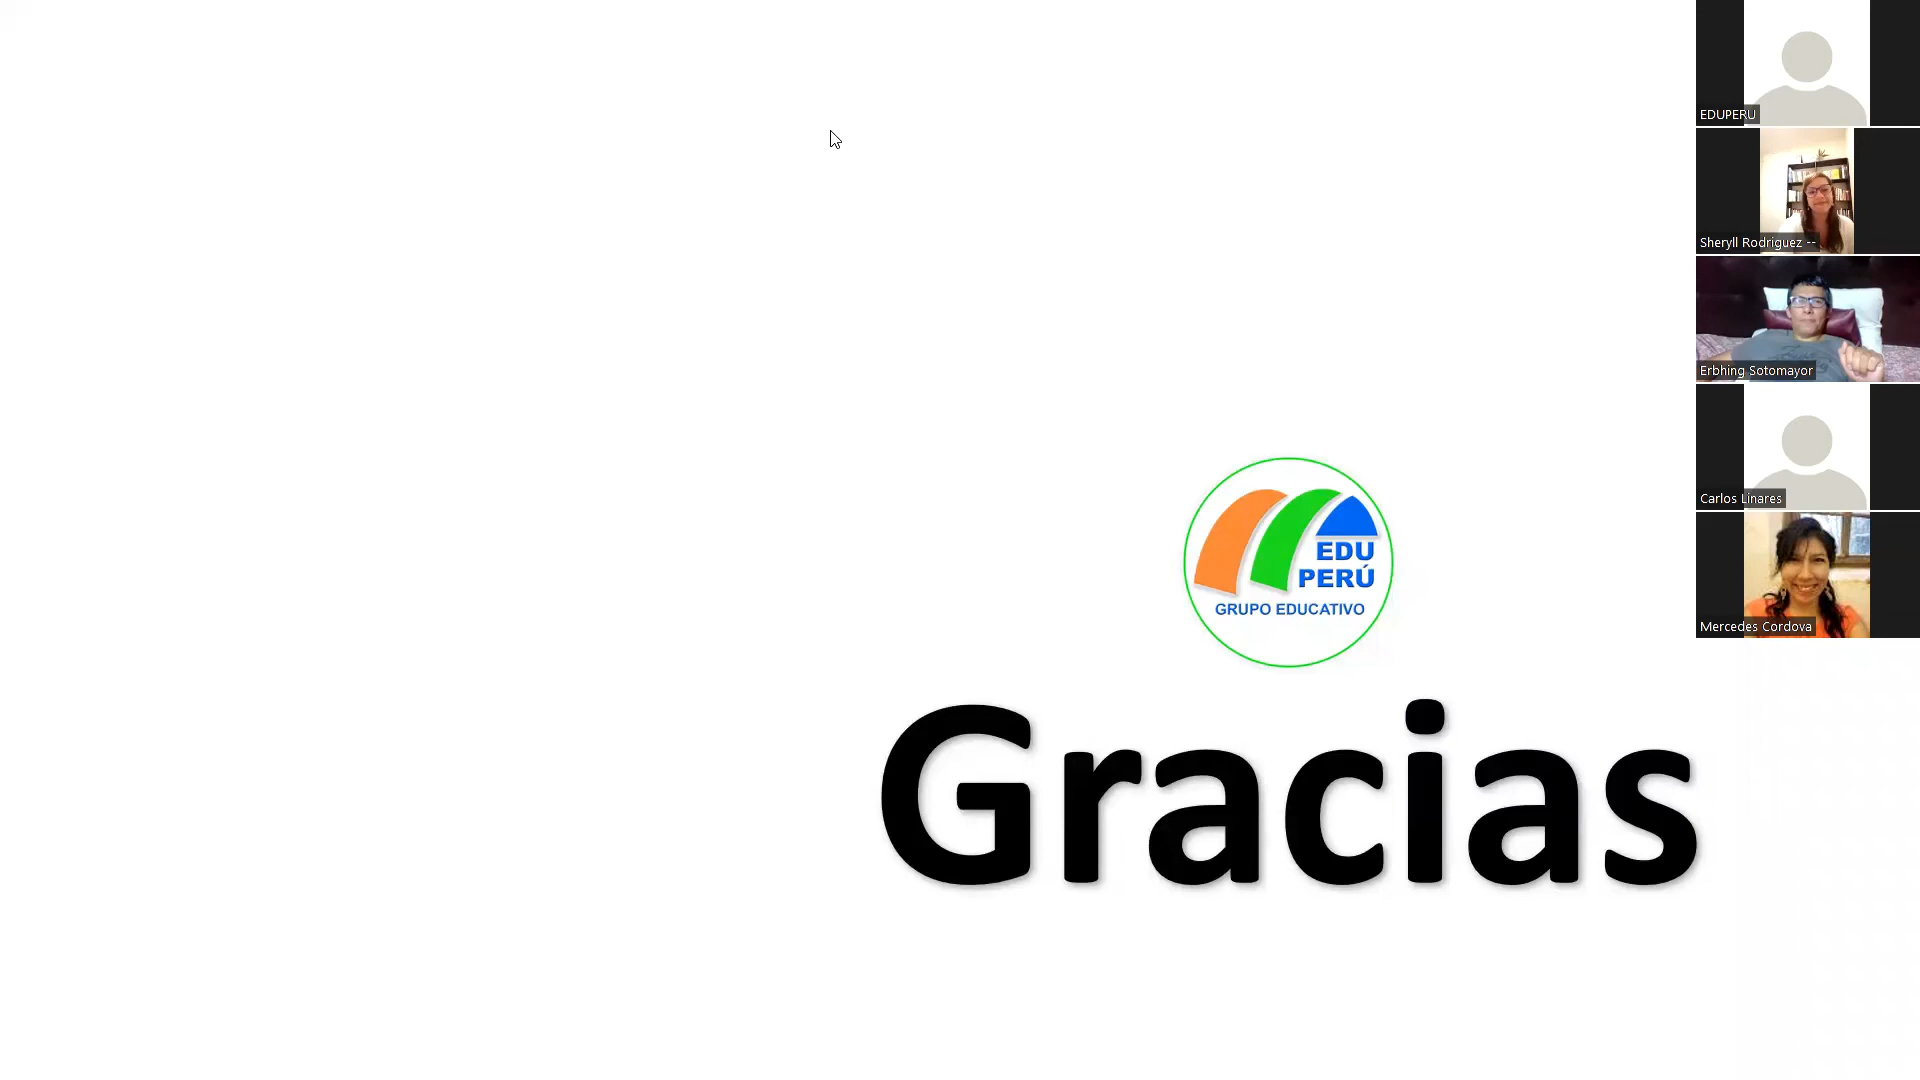 EDU
PERÚ
GRUPO EDUCATIVO
Gracias
EDUPERU
Sheryll Rodriguez --
Erbhing Sotomayor
Carlos Linares
Mercedes Cordova